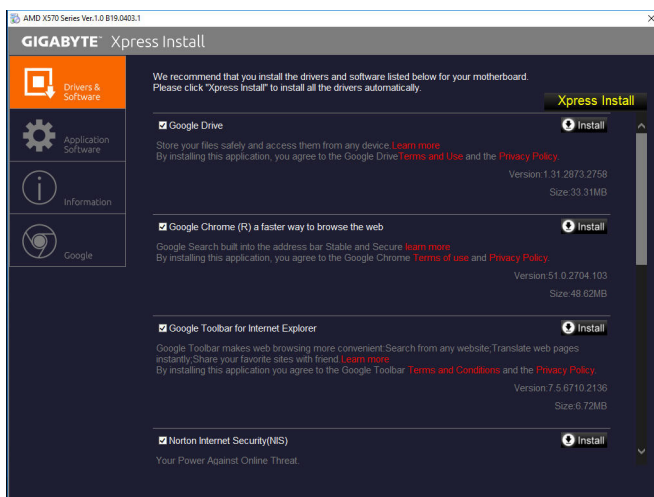 AMD X570 Series Ver.1.0 B19.0403.1
GIGABYTE™ Xpress Install
Drivers & Software
Application Software
Information
Google
We recommend that you install the drivers and software listed below for your motherboard.
Please click "Xpress Install" to install all the drivers automatically.
Xpress Install
Google Drive
Install
Store your files safely and access them from any device.Learn more
By installing this application, you agree to the Google DriveTerms and Use and the Privacy Policy.
Version:1.31.2873.2758
Size:33.31MB
Google Chrome (R) a faster way to browse the web
Install
Google Search built into the address bar Stable and Secure learn more
By installing this application, you agree to the Google Chrome Terms of use and Privacy Policy.
Version:51.0.2704.103
Size:48.62MB
Google Toolbar for Internet Explorer
Install
Google Toolbar makes web browsing more convenient:Search from any website;Translate web pages
instantly;Share your favorite sites with friend.Learn more
By installing this application you agree to the Google Toolbar Terms and Conditions and the Privacy Policy.
Version:7.5.6710.2136
Size:6.72MB
Norton Internet Security(NIS)
Install
Your Power Against Online Threat.